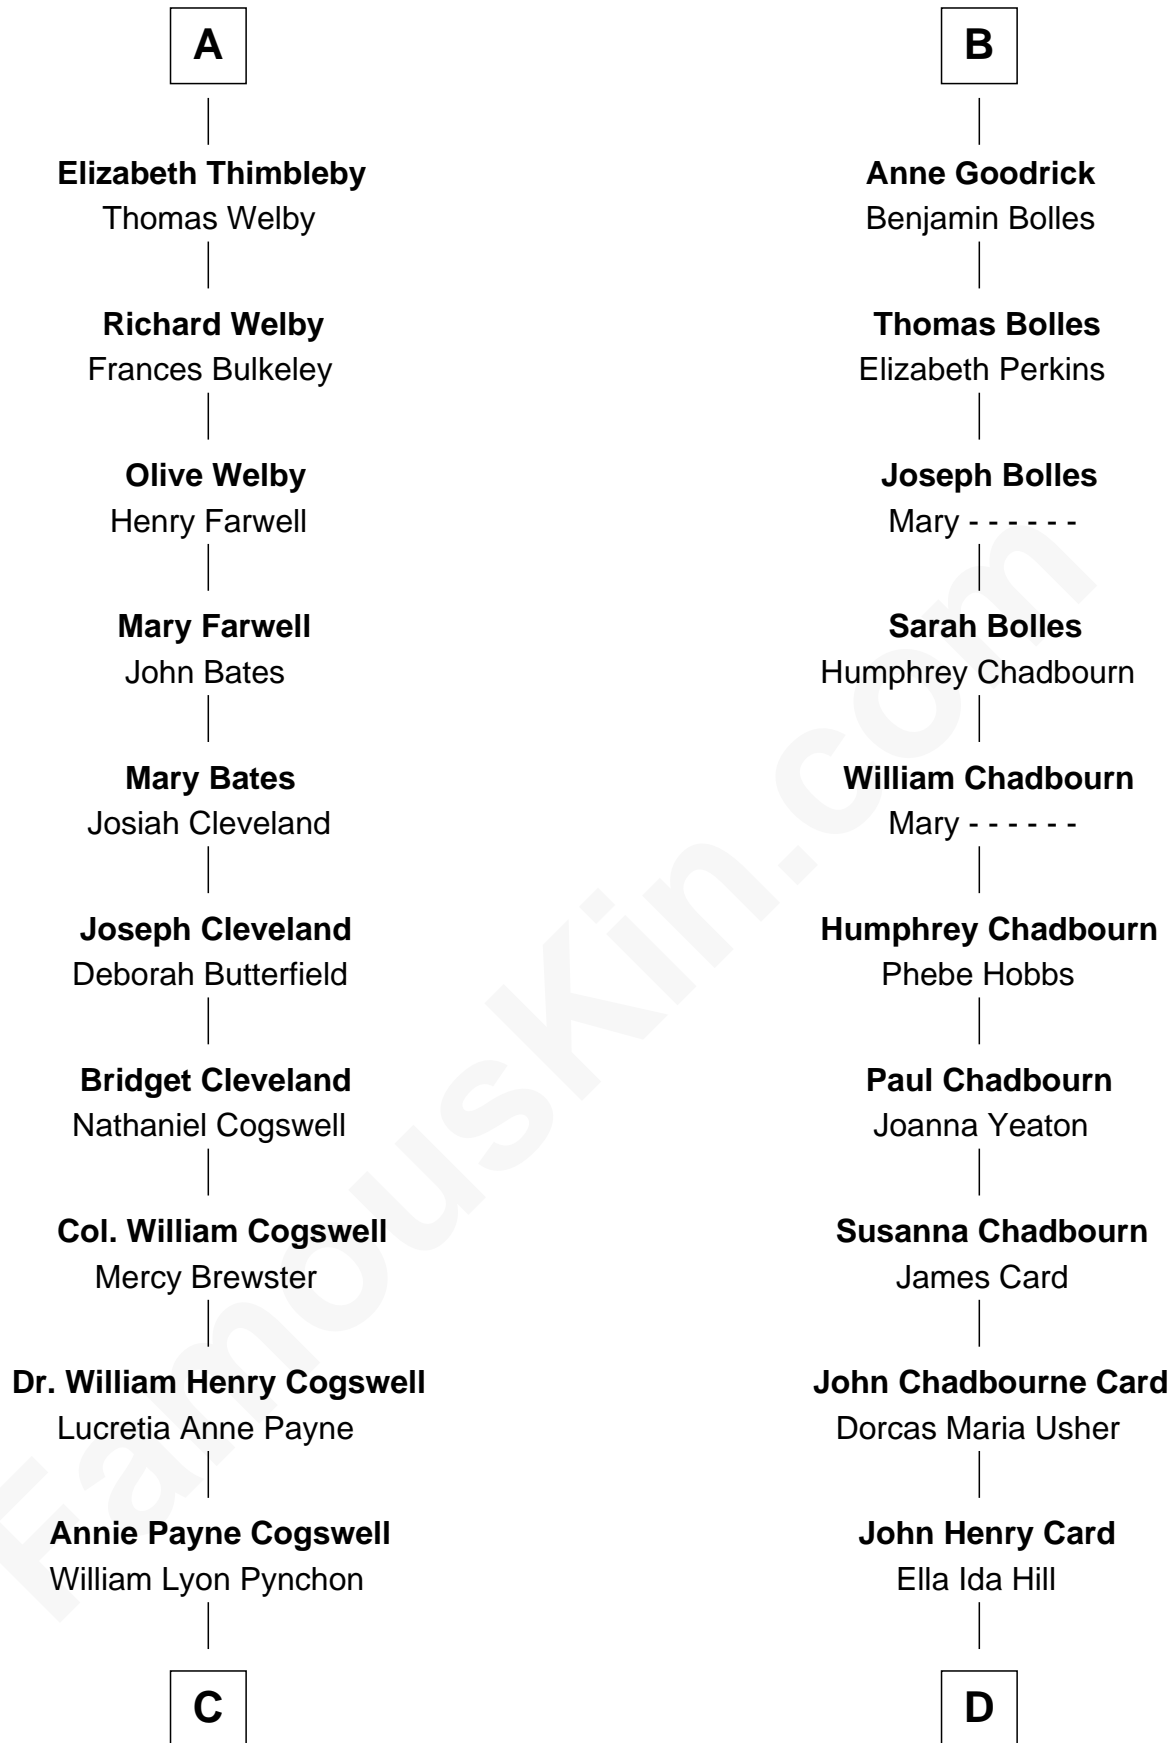 A
Elizabeth Thimbleby
Thomas Welby
Richard Welby
Frances Bulkeley
Olive Welby
Henry Farwell
Mary Farwell
John Bates
Mary Bates
Josiah Cleveland
Joseph Cleveland
Deborah Butterfield
Bridget Cleveland
Nathaniel Cogswell
Col. William Cogswell
Mercy Brewster
Dr. William Henry Cogswell
Lucretia Anne Payne
Annie Payne Cogswell
William Lyon Pynchon
C
B
Anne Goodrick
Benjamin Bolles
Thomas Bolles
Elizabeth Perkins
Joseph Bolles
Mary - - - - - -
Sarah Bolles
Humphrey Chadbourn
William Chadbourn
Mary - - - - - -
Humphrey Chadbourn
Phebe Hobbs
Paul Chadbourn
Joanna Yeaton
Susanna Chadbourn
James Card
John Chadbourne Card
Dorcas Maria Usher
John Henry Card
Ella Ida Hill
D
FamousKin.com